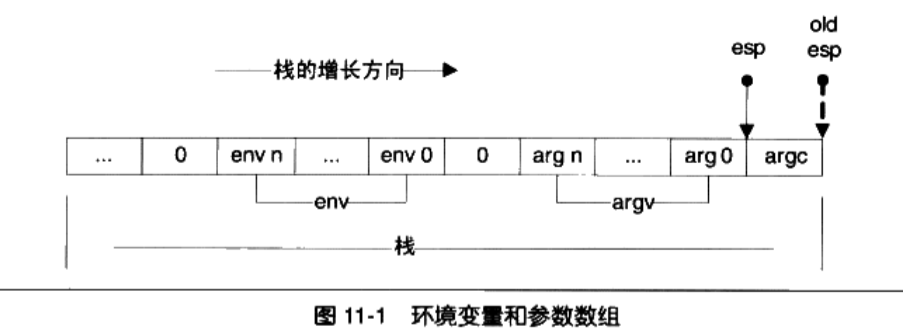 old
esp
esp
栈的增长方向
... 0 env n ... env 0 0 arg n ... arg 0 argc
env
argv
栈
图 11-1 环境变量和参数数组